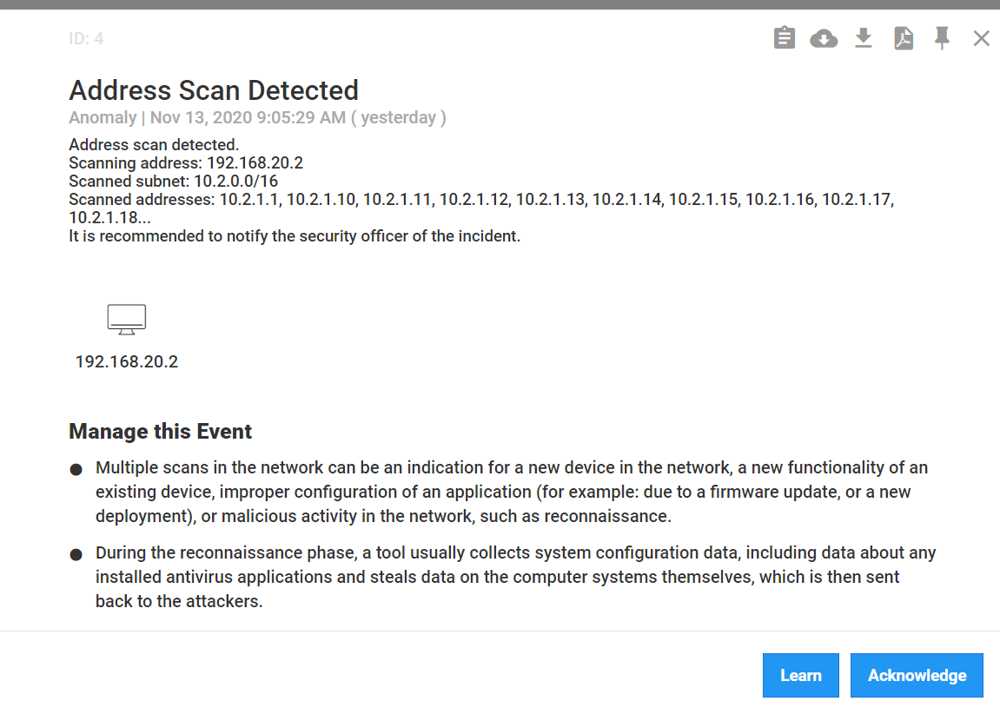 ID: 4
Address Scan Detected
Anomaly | Nov 13, 2020 9:05:29 AM ( yesterday )
Address scan detected.
Scanning address: 192.168.20.2
Scanned subnet: 10.2.0.0/16
Scanned addresses: 10.2.1.1, 10.2.1.10, 10.2.1.11, 10.2.1.12, 10.2.1.13, 10.2.1.14, 10.2.1.15, 10.2.1.16, 10.2.1.17,
10.2.1.18...
It is recommended to notify the security officer of the incident.
192.168.20.2
Manage this Event
● Multiple scans in the network can be an indication for a new device in the network, a new functionality of an
existing device, improper configuration of an application (for example: due to a firmware update, or a new
deployment), or malicious activity in the network, such as reconnaissance.
● During the reconnaissance phase, a tool usually collects system configuration data, including data about any
installed antivirus applications and steals data on the computer systems themselves, which is then sent
back to the attackers.
Learn
Acknowledge